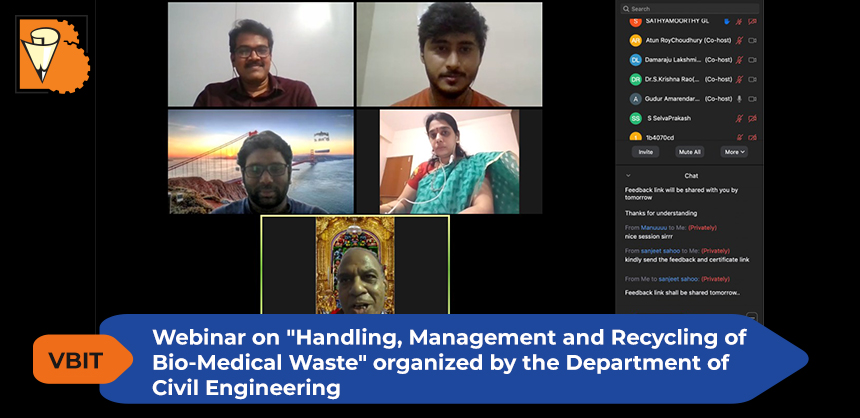 Search
S SATHYAMOORTHY GL
AR Atun RoyChoudhury (Co-host)
DL Damaraju Lakshmi... (Co-host)
DR Dr.S.Krishna Rao(... (Co-host)
A Gudur Amarendar... (Co-host)
SS S SelvaPrakash
1 1b4070cd
Invite Mute All More
Chat
Feedback link will be shared with you by
tomorrow
Thanks for understanding
From Manuuuu to Me: (Privately)
nice session sirrr
From sanjeet sahoo to Me: (Privately)
kindly send the feedback and certificate link
From Me to sanjeet sahoo: (Privately)
Feedback link shall be shared tomorrow..
VBIT
Webinar on "Handling, Management and Recycling of
Bio-Medical Waste" organized by the Department of
Civil Engineering